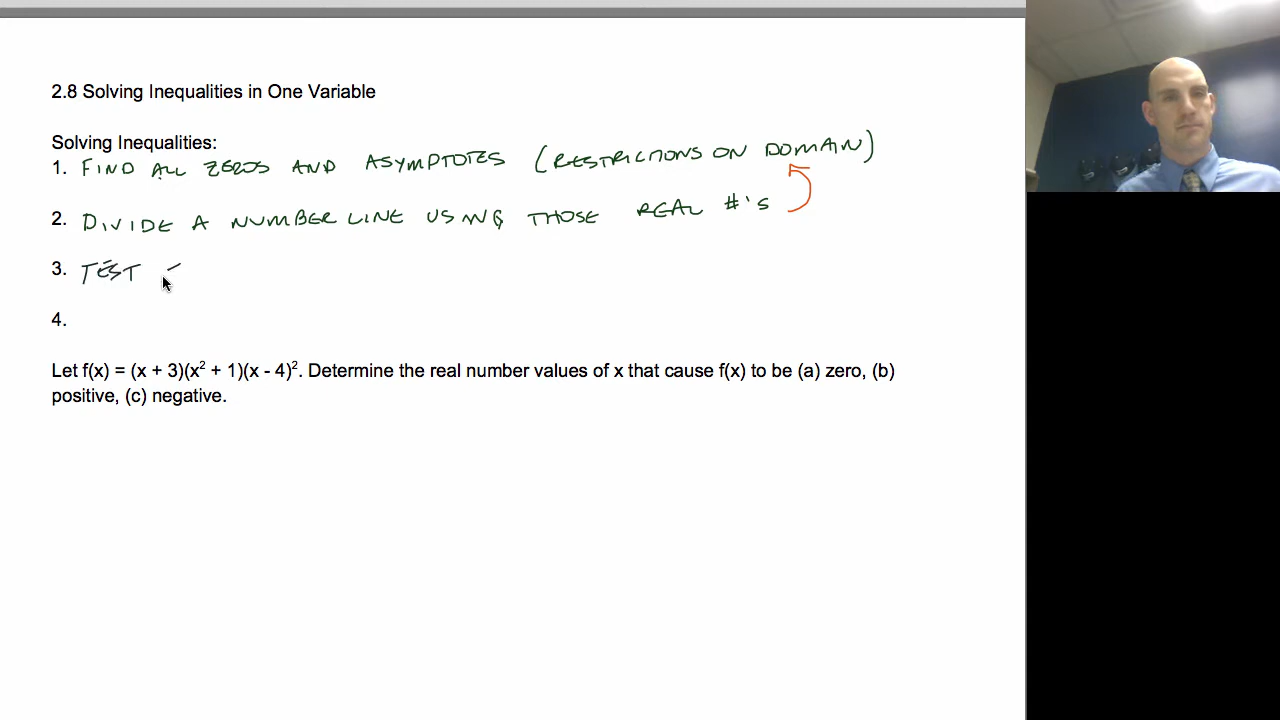 2.8 Solving Inequalities in One Variable
Solving Inequalities:
1. FIND ALL ZEROS AND ASYMPTOTES (RESTRICTIONS ON DOMAIN)
2. DIVIDE A NUMBER LINE USING THOSE REAL #'S
3. TEST
4.
Let f(x) = (x + 3)(x² + 1)(x - 4)². Determine the real number values of x that cause f(x) to be (a) zero, (b)
positive, (c) negative.